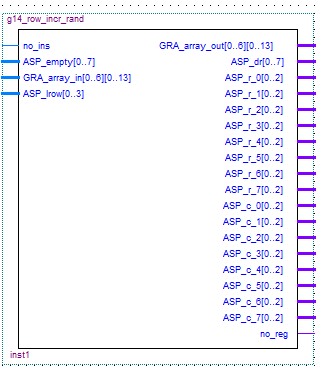 g14_row_incr_rand
no_ins
GRA_array_out[0..6][0..13]
ASP_empty[0..7]
ASP_dr[0..7]
GRA_array_in[0..6][0..13]
ASP_r_0[0..2]
ASP_lrow[0..3]
ASP_r_1[0..2]
ASP_r_2[0..2]
ASP_r_3[0..2]
ASP_r_4[0..2]
ASP_r_5[0..2]
ASP_r_6[0..2]
ASP_r_7[0..2]
ASP_c_0[0..2]
ASP_c_1[0..2]
ASP_c_2[0..2]
ASP_c_3[0..2]
ASP_c_4[0..2]
ASP_c_5[0..2]
ASP_c_6[0..2]
ASP_c_7[0..2]
no_reg
inst1